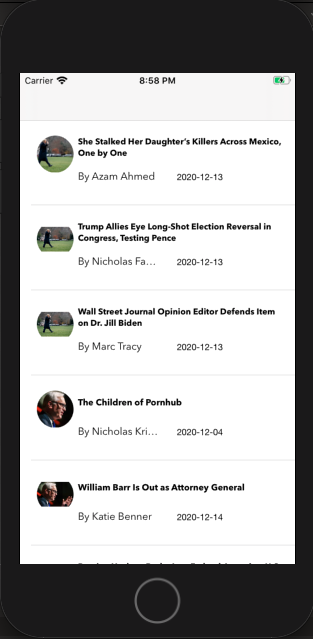 Carrier 8:58 PM
She Stalked Her Daughter's Killers Across Mexico,
One by One
By Azam Ahmed 2020-12-13
Trump Allies Eye Long-Shot Election Reversal in
Congress, Testing Pence
By Nicholas Fa... 2020-12-13
Wall Street Journal Opinion Editor Defends Item
on Dr. Jill Biden
By Marc Tracy 2020-12-13
The Children of Pornhub
By Nicholas Kri... 2020-12-04
William Barr Is Out as Attorney General
By Katie Benner 2020-12-14